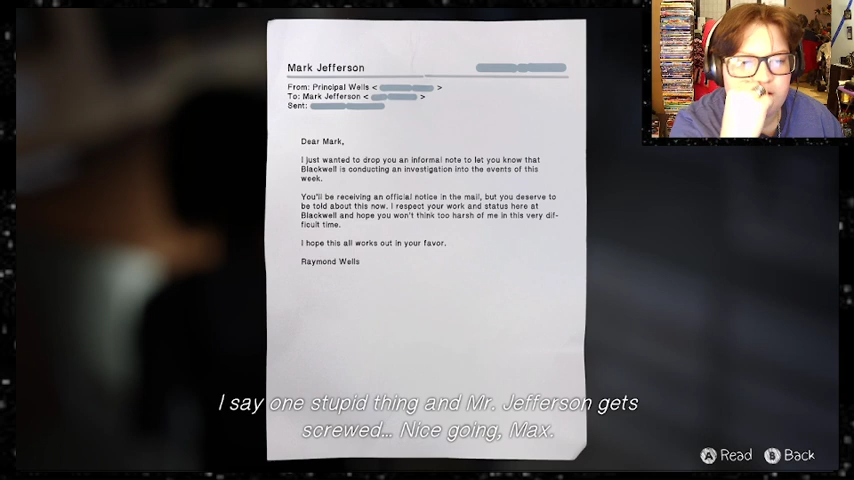 Mark Jefferson
From: Principal Wells < >
To: Mark Jefferson < >
Sent:
Dear Mark,
I just wanted to drop you an informal note to let you know that
Blackwell is conducting an investigation into the events of this
week.
You'll be receiving an official notice in the mail, but you deserve to
be told about this now. I respect your work and status here at
Blackwell and hope you won't think too harsh of me in this very dif-
ficult time.
I hope this all works out in your favor.
Raymond Wells
I say one stupid thing and Mr. Jefferson gets
screwed... Nice going, Max.
A Read B Back